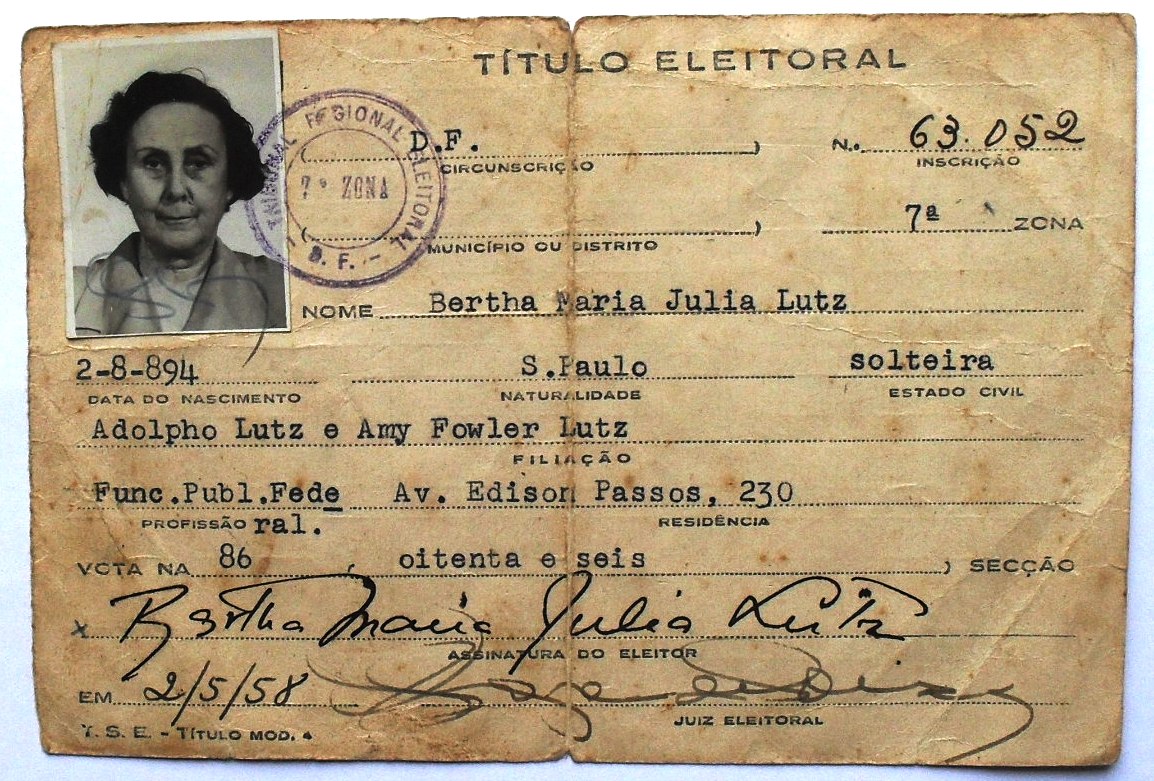 TÍTULO ELEITORAL
TRIBUNAL REGIONAL ELEITORAL
7ª ZONA
- D. F. -
( D.F. ) N. 63.052
CIRCUNSCRIÇÃO INSCRIÇÃO
( ) 7ª ZONA
MUNICÍPIO OU DISTRITO
NOME Bertha Maria Julia Lutz
2-8-894 S.Paulo solteira
DATA DO NASCIMENTO NATURALIDADE ESTADO CIVIL
Adolpho Lutz e Amy Fowler Lutz
FILIAÇÃO
Func.Publ.Fede Av. Edison Passos, 230
PROFISSÃO ral. RESIDÊNCIA
VOTA NA 86 ( oitenta e seis ) SECÇÃO
x Bertha Maria Julia Lutz
ASSINATURA DO ELEITOR
EM 2/5/58
JUIZ ELEITORAL
T. S. E. - TÍTULO MOD. 4